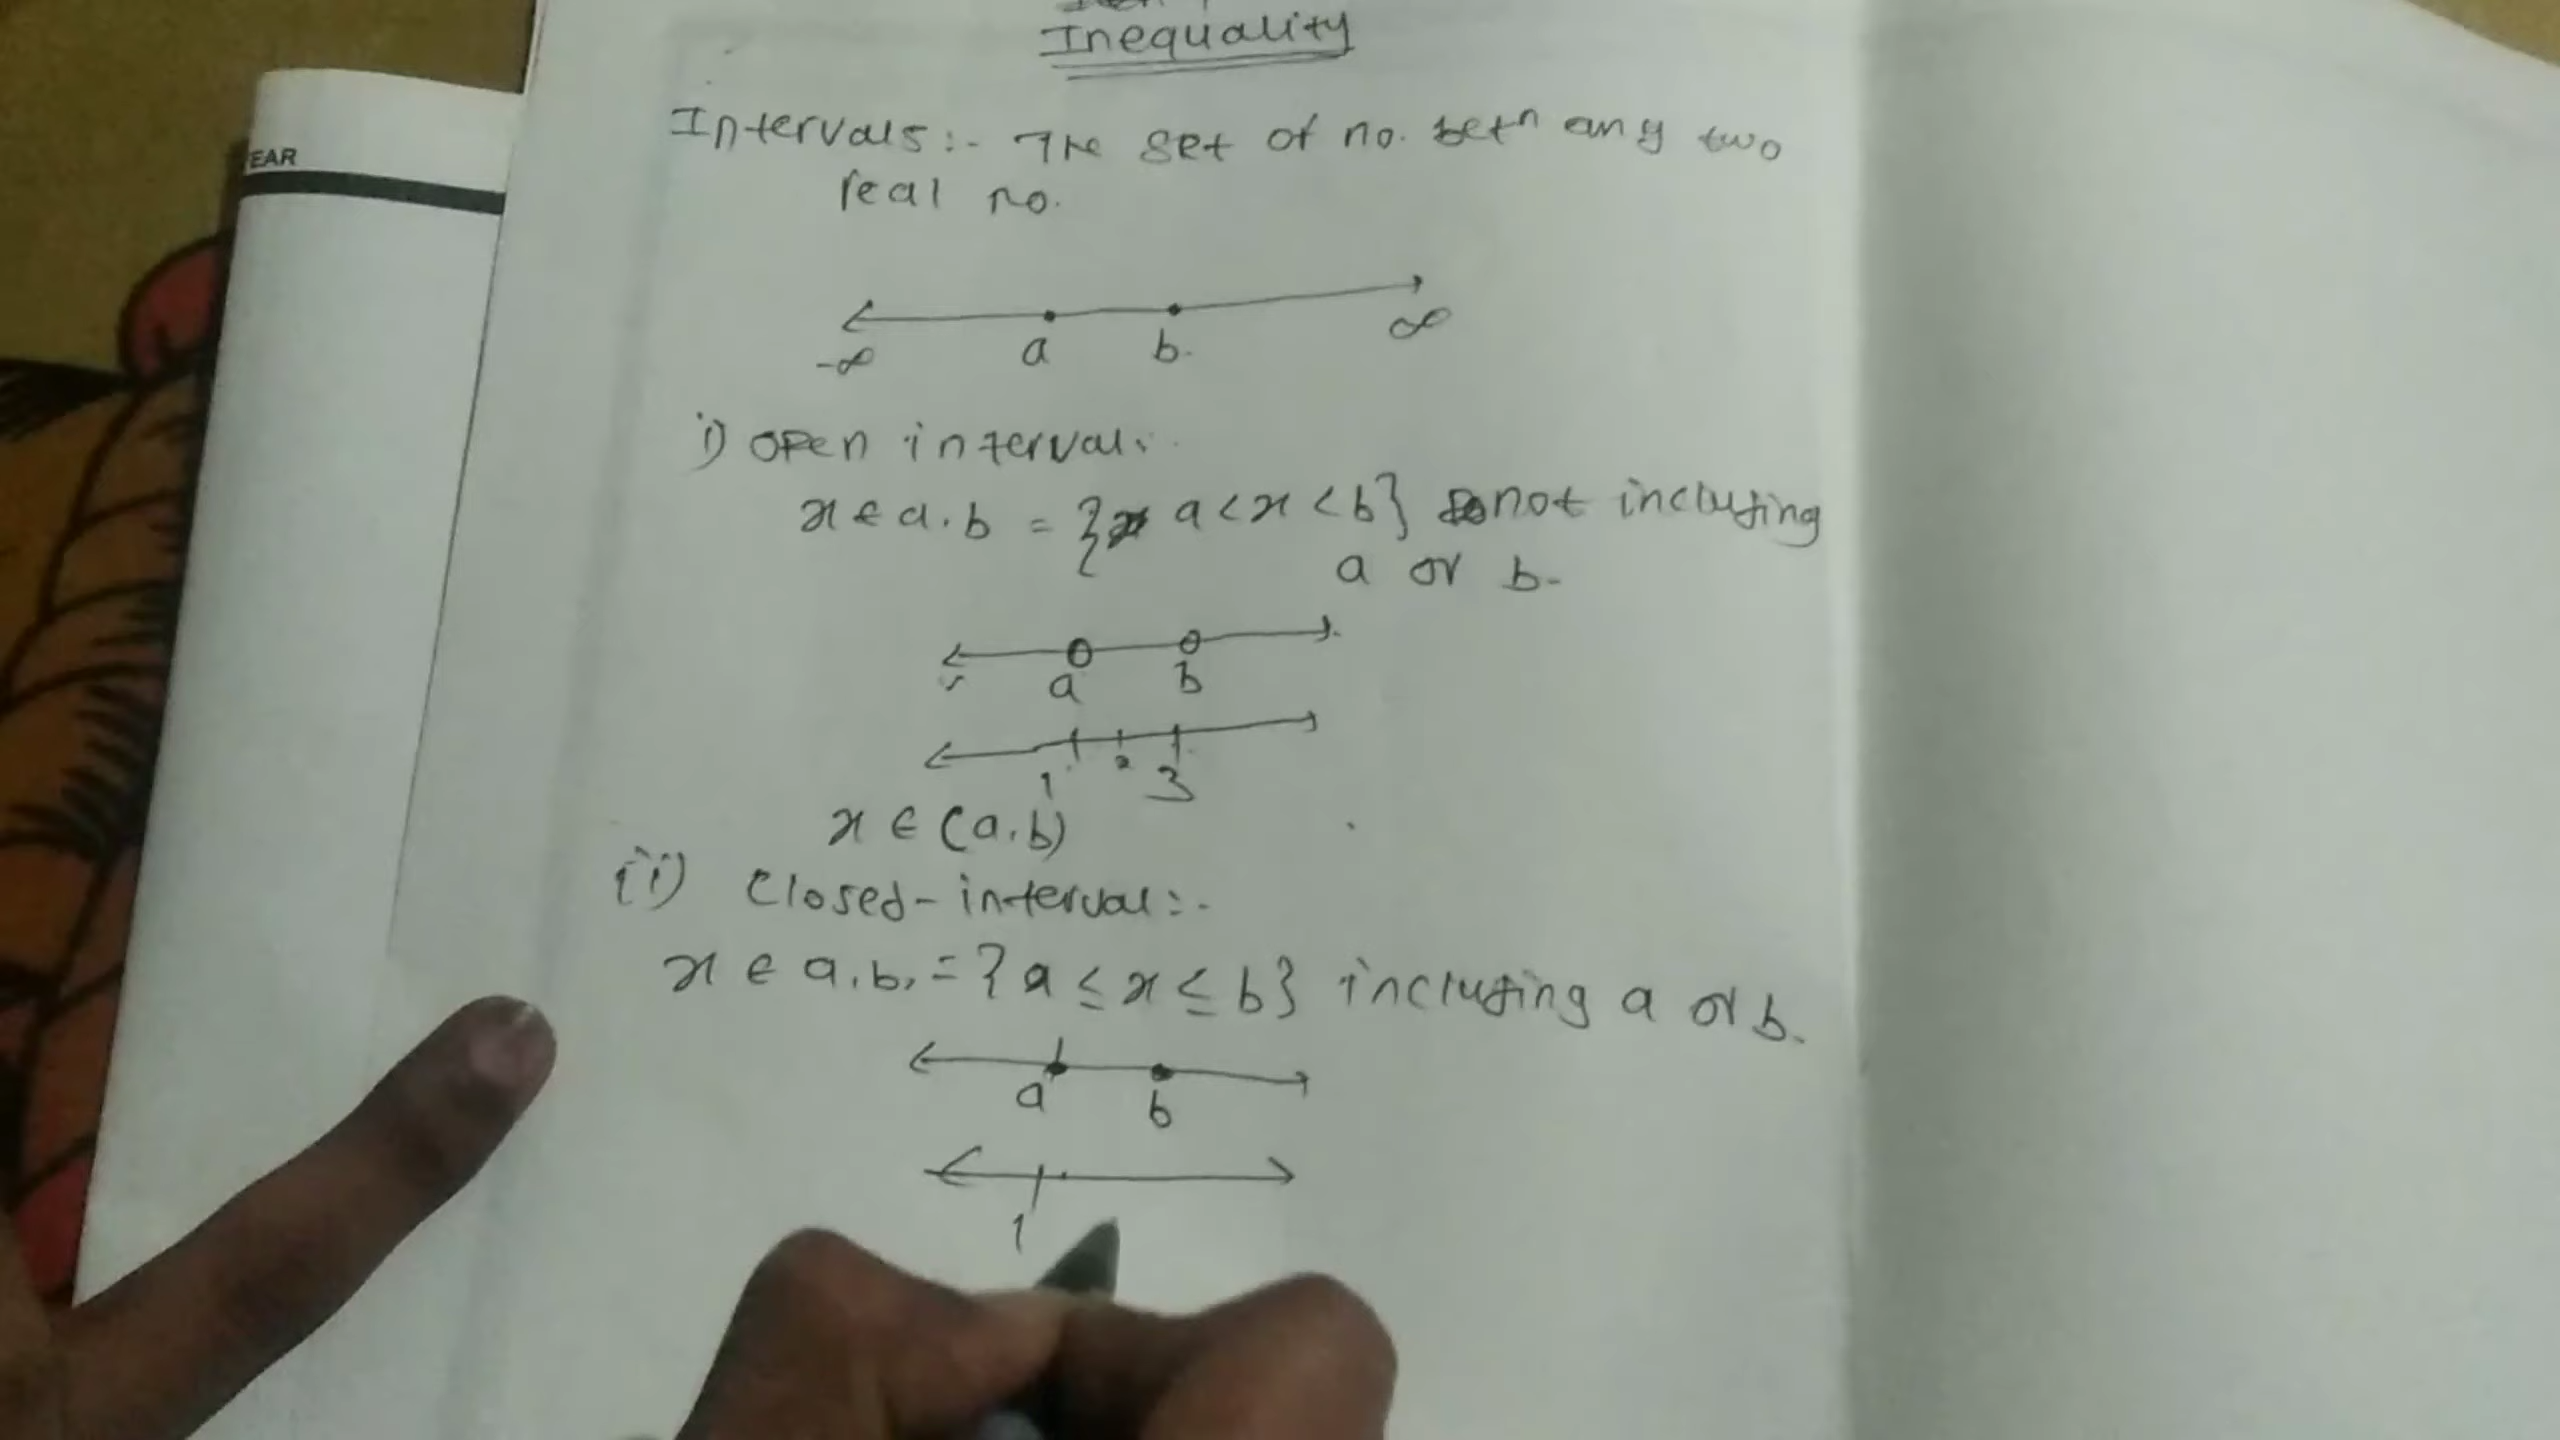 Inequality
EAR
Intervals:- The set of no. betn any two
real no.
-∞ a b. ∞
i) open interval:
x ∈ a, b = { a < x < b} not including
a or b.
a b
1 2 3
x ∈ (a, b)
(ii) Closed-interval:-
x ∈ a, b, = {a ≤ x ≤ b} including a or b.
a b
1